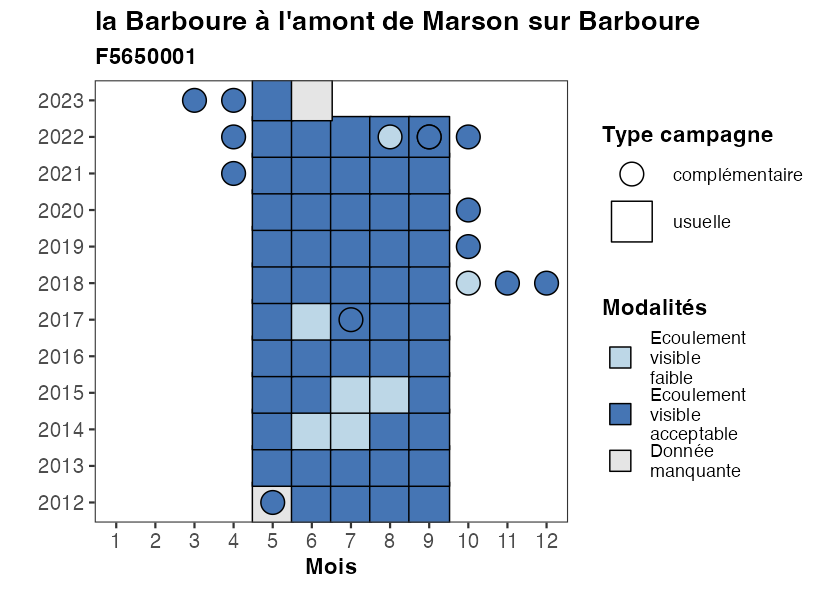 la Barboure à l'amont de Marson sur Barboure
F5650001
2023
2022
2021
2020
2019
2018
2017
2016
2015
2014
2013
2012
1 2 3 4 5 6 7 8 9 10 11 12
Mois
Type campagne
complémentaire
usuelle
Modalités
Ecoulement
visible
faible
Ecoulement
visible
acceptable
Donnée
manquante